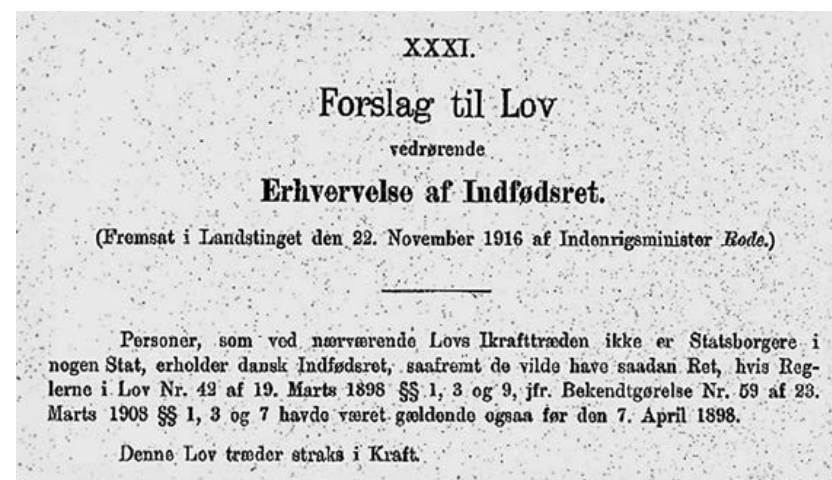 XXXI.
Forslag til Lov
vedrørende
Erhvervelse af Indfødsret.
(Fremsat i Landstinget den 22. November 1916 af Indenrigsminister Rode.)
Personer, som ved nærværende Lovs Ikrafttræden ikke er Statsborgere i
nogen Stat, erholder dansk Indfødsret, saafremt de vilde have saadan Ret, hvis Reg-
lerne i Lov Nr. 42 af 19. Marts 1898 §§ 1, 3 og 9, jfr. Bekendtgørelse Nr. 59 af 23.
Marts 1908 §§ 1, 3 og 7 havde været gældende ogsaa før den 7. April 1898.
Denne Lov træder straks i Kraft.